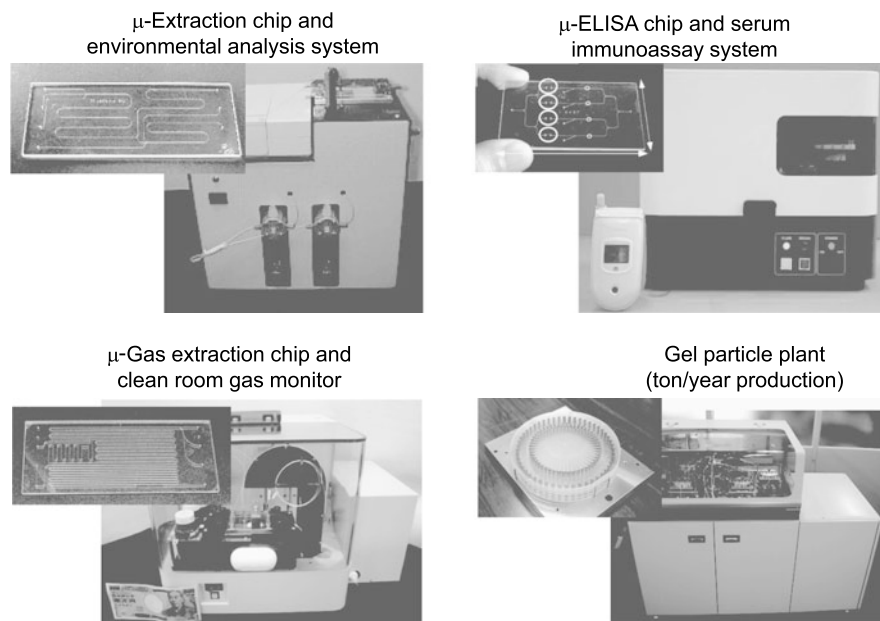 μ-Extraction chip and
environmental analysis system
μ-ELISA chip and serum
immunoassay system
μ-Gas extraction chip and
clean room gas monitor
Gel particle plant
(ton/year production)